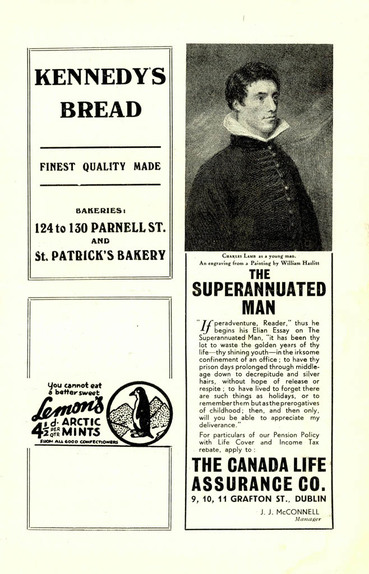 KENNEDY'S
BREAD
FINEST QUALITY MADE
BAKERIES:
124 to 130 PARNELL ST.
AND
St. PATRICK'S BAKERY
You cannot eat
a better sweet
Lemon's
4½d. PER QTR ARCTIC MINTS
FROM ALL GOOD CONFECTIONERS
CHARLES LAMB as a young man.
An engraving from a Painting by William Hazlitt
THE
SUPERANNUATED
MAN
"If peradventure, Reader," thus he
begins his Elian Essay on The
Superannuated Man, "it has been thy
lot to waste the golden years of thy
life—thy shining youth—in the irksome
confinement of an office; to have thy
prison days prolonged through middle-
age down to decrepitude and silver
hairs, without hope of release or
respite; to have lived to forget there
are such things as holidays, or to
remember them but as the prerogatives
of childhood; then, and then only,
will you be able to appreciate my
deliverance."
For particulars of our Pension Policy
with Life Cover and Income Tax
rebate, apply to:
THE CANADA LIFE
ASSURANCE CO.
9, 10, 11 GRAFTON ST., DUBLIN
J. J. McCONNELL
Manager